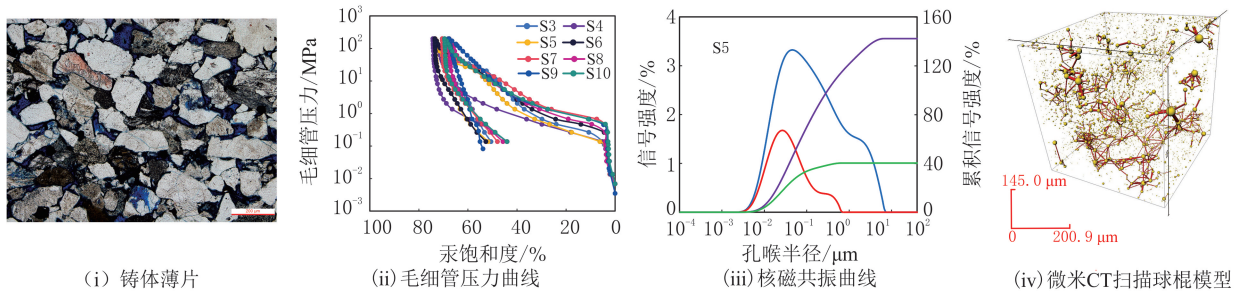 200 μm
(i) 铸体薄片
毛细管压力/MPa
10³
10²
10¹
10⁰
10⁻¹
10⁻²
10⁻³
100 80 60 40 20 0
汞饱和度/%
S3 S4
S5 S6
S7 S8
S9 S10
(ii) 毛细管压力曲线
信号强度/%
4
3
2
1
0
S5
160
120
80
40
0
累积信号强度/%
10⁻⁴ 10⁻³ 10⁻² 10⁻¹ 10⁰ 10¹ 10²
孔喉半径/μm
(iii) 核磁共振曲线
145.0 μm
0 200.9 μm
(iv) 微米CT扫描球棍模型